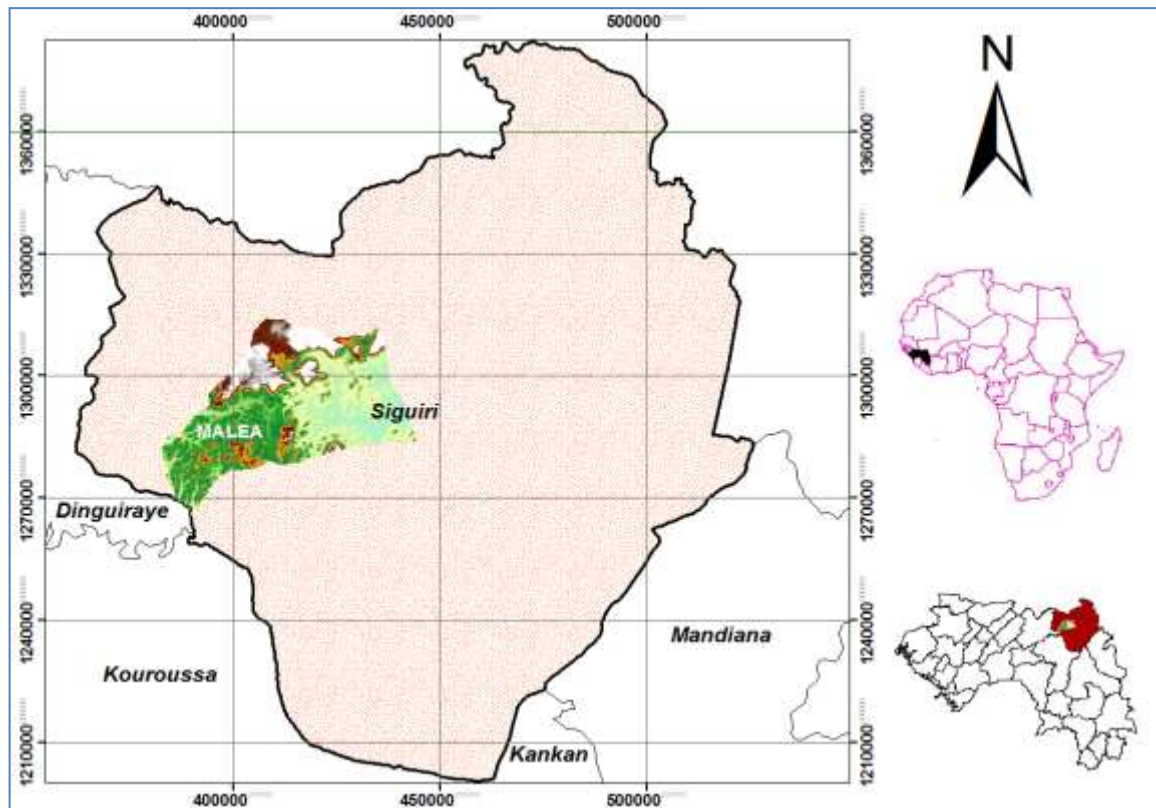 400000 450000 500000
N
1360000 1360000
1330000 1330000
1300000 1300000
Siguiri
MALEA
1270000 1270000
Dinguiraye
1240000 1240000
Mandiana
Kouroussa
1210000 1210000
Kankan
400000 450000 500000